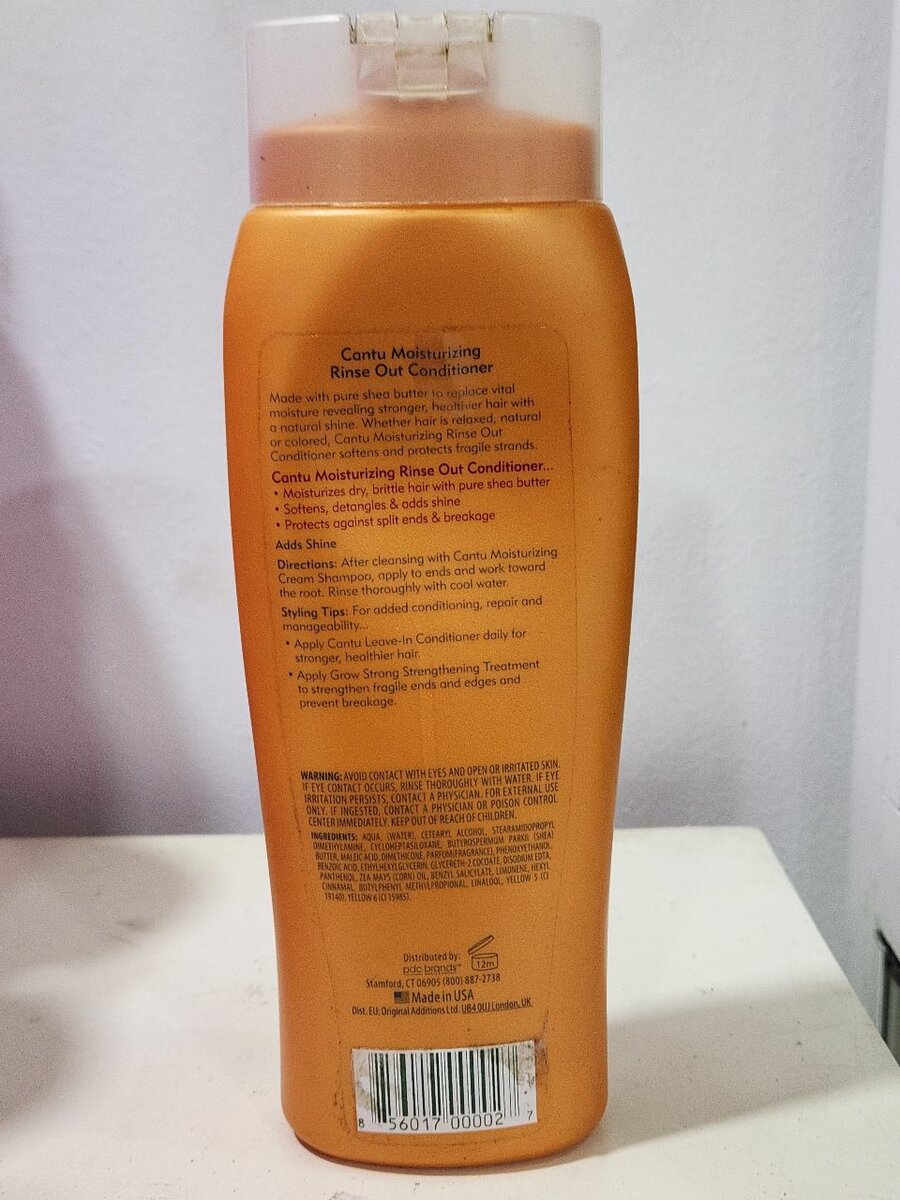 Cantu Moisturizing
Rinse Out Conditioner
Made with pure shea butter to replace vital
moisture revealing stronger, healthier hair with
a natural shine. Whether hair is relaxed, natural
or colored, Cantu Moisturizing Rinse Out
Conditioner softens and protects fragile strands.
Cantu Moisturizing Rinse Out Conditioner...
• Moisturizes dry, brittle hair with pure shea butter
• Softens, detangles & adds shine
• Protects against split ends & breakage
Adds Shine
Directions: After cleansing with Cantu Moisturizing
Cream Shampoo, apply to ends and work toward
the root. Rinse thoroughly with cool water.
Styling Tips: For added conditioning, repair and
manageability...
• Apply Cantu Leave-In Conditioner daily for
stronger, healthier hair.
• Apply Grow Strong Strengthening Treatment
to strengthen fragile ends and edges and
prevent breakage.
WARNING: AVOID CONTACT WITH EYES AND OPEN OR IRRITATED SKIN.
IF EYE CONTACT OCCURS, RINSE THOROUGHLY WITH WATER. IF EYE
IRRITATION PERSISTS, CONTACT A PHYSICIAN. FOR EXTERNAL USE
ONLY. IF INGESTED, CONTACT A PHYSICIAN OR POISON CONTROL
CENTER IMMEDIATELY. KEEP OUT OF REACH OF CHILDREN.
INGREDIENTS: AQUA, (WATER), CETEARYL ALCOHOL, STEARAMIDOPROPYL
DIMETHYLAMINE, CYCLOHEPTASILOXANE, BUTYROSPERMUM PARKII (SHEA)
BUTTER, MALEIC ACID, DIMETHICONE, PARFUM(FRAGRANCE), PHENOXYETHANOL,
BENZOIC ACID, ETHYLHEXYLGLYCERIN, GLYCERETH-2 COCOATE, DISODIUM EDTA,
PANTHENOL, ZEA MAYS (CORN) OIL, BENZYL SALICYLATE, LIMONENE, HEXYL
CINNAMAL, BUTYLPHENYL METHYLPROPIONAL, LINALOOL, YELLOW 5 (CI
19140), YELLOW 6 (CI 15985).
Distributed by:
pdc brands™
12m
Stamford, CT 06905 (800) 887-2738
Made in USA
Dist. EU: Original Additions Ltd. UB4 0UJ London, UK
8 56017 00002 7